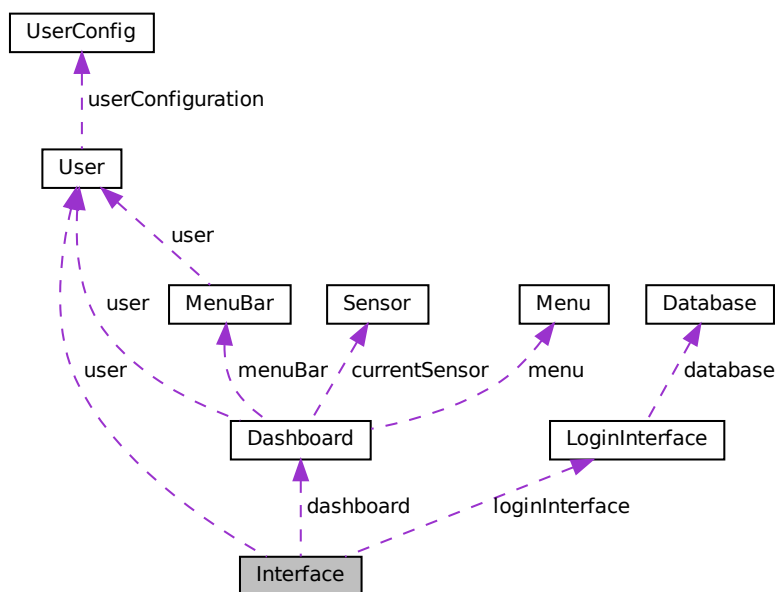 UserConfig
userConfiguration
User
user
MenuBar
Sensor
Menu
Database
user
user
menuBar
currentSensor
menu
database
Dashboard
LoginInterface
dashboard
loginInterface
Interface